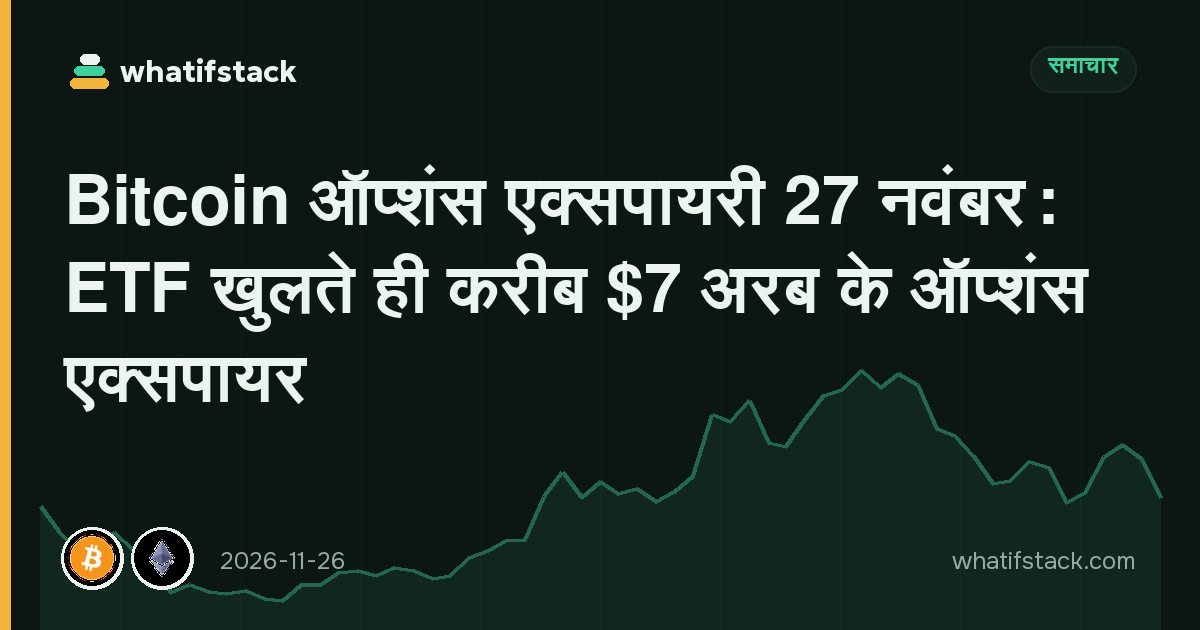 whatifstack
समाचार
Bitcoin ऑप्शंस एक्सपायरी 27 नवंबर :
ETF खुलते ही करीब $7 अरब के ऑप्शंस
एक्सपायर
2026-11-26
whatifstack.com